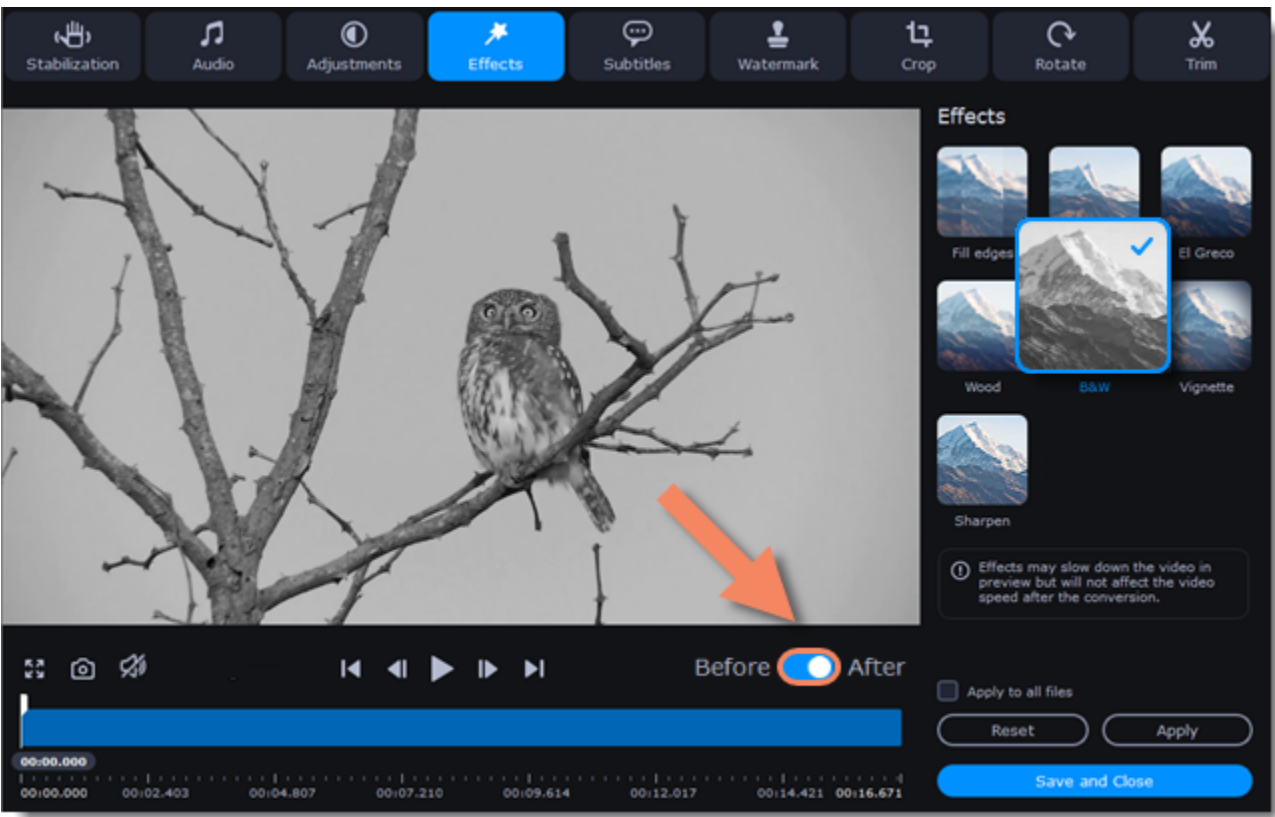 Stabilization
Audio
Adjustments
Effects
Subtitles
Watermark
Crop
Rotate
Trim
Effects
Fill edges
El Greco
Wood
B&W
Vignette
Sharpen
Effects may slow down the video in
preview but will not affect the video
speed after the conversion.
Before
After
Apply to all files
Reset
Apply
Save and Close
00:00.000
00:00.000
00:02.403
00:04.807
00:07.210
00:09.614
00:12.017
00:14.421
00:16.671